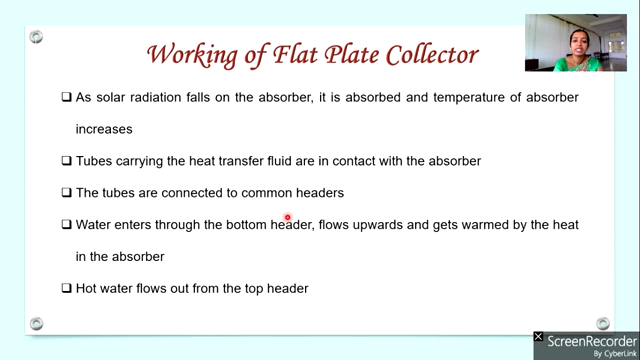 Working of Flat Plate Collector
❑ As solar radiation falls on the absorber, it is absorbed and temperature of absorber
increases
❑ Tubes carrying the heat transfer fluid are in contact with the absorber
❑ The tubes are connected to common headers
❑ Water enters through the bottom header, flows upwards and gets warmed by the heat
in the absorber
❑ Hot water flows out from the top header
ScreenRecorder
By CyberLink